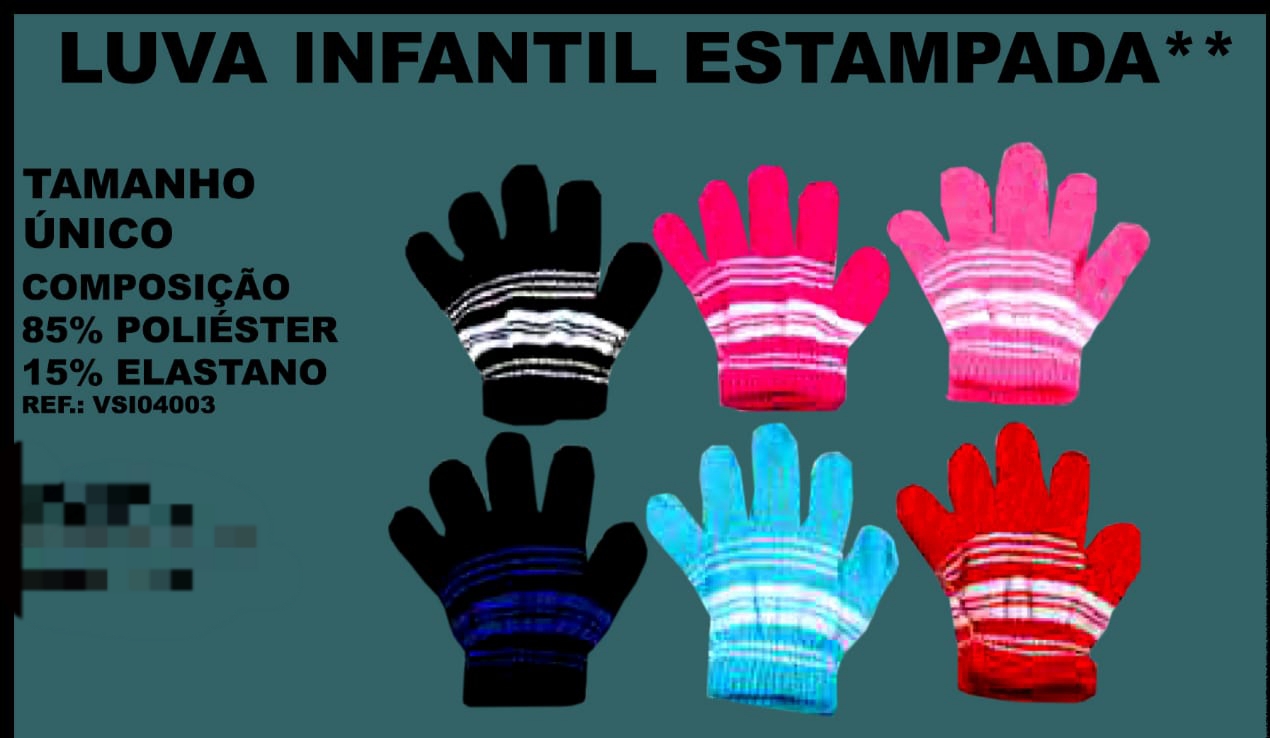 LUVA INFANTIL ESTAMPADA**
TAMANHO
ÚNICO
COMPOSIÇÃO
85% POLIÉSTER
15% ELASTANO
REF.: VSI04003